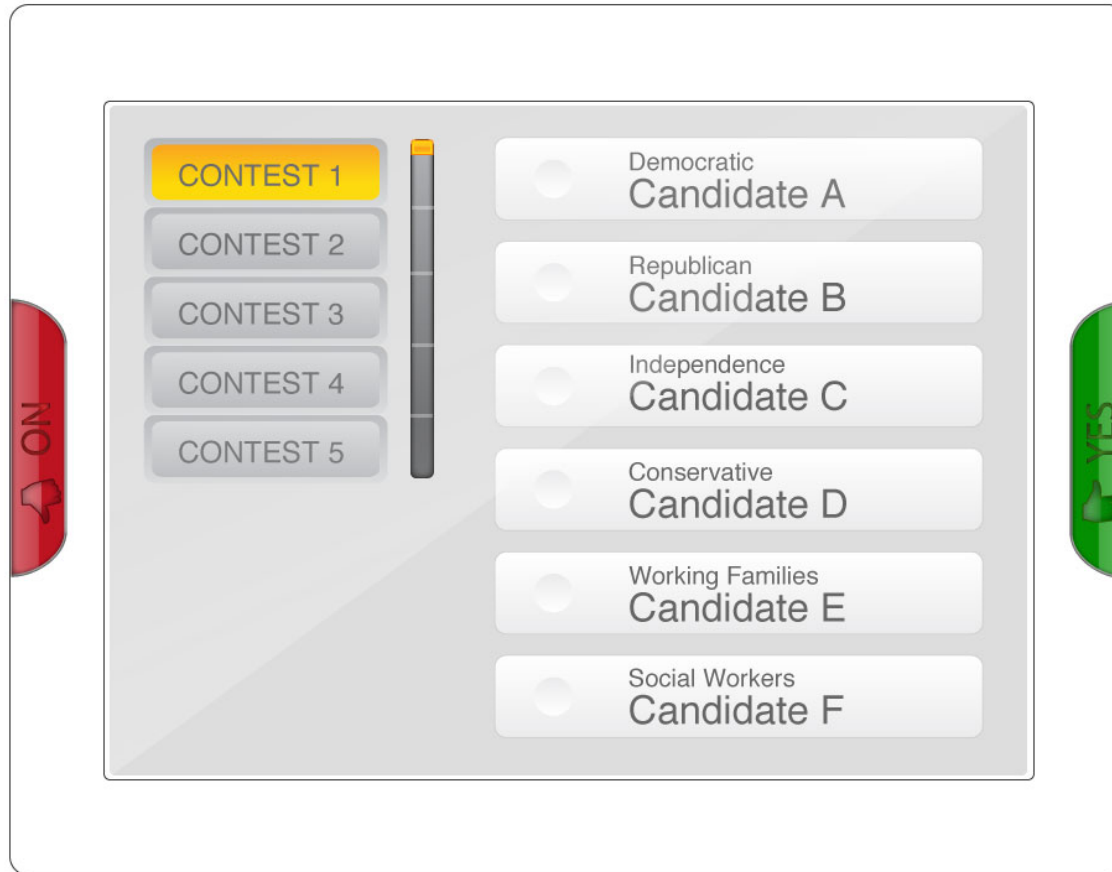 CONTEST 1
CONTEST 2
CONTEST 3
CONTEST 4
CONTEST 5
Democratic
Candidate A
Republican
Candidate B
Independence
Candidate C
Conservative
Candidate D
Working Families
Candidate E
Social Workers
Candidate F
NO
YES